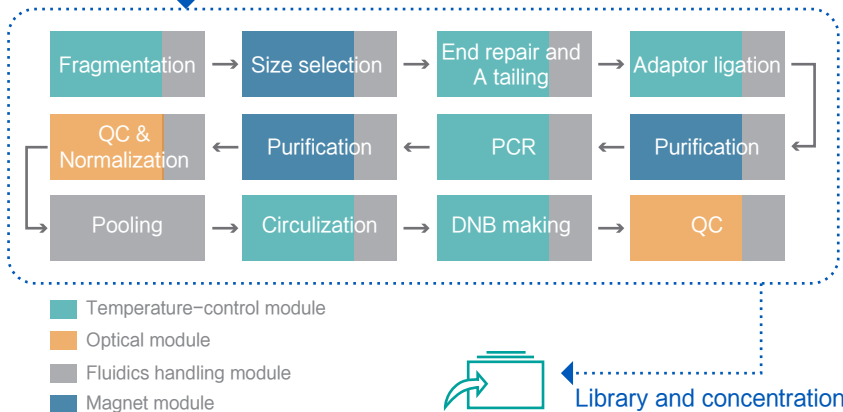 Fragmentation
Size selection
End repair and
A tailing
Adaptor ligation
Purification
PCR
Purification
QC &
Normalization
Pooling
Circulization
DNB making
QC
Temperature-control module
Optical module
Fluidics handling module
Magnet module
Library and concentration